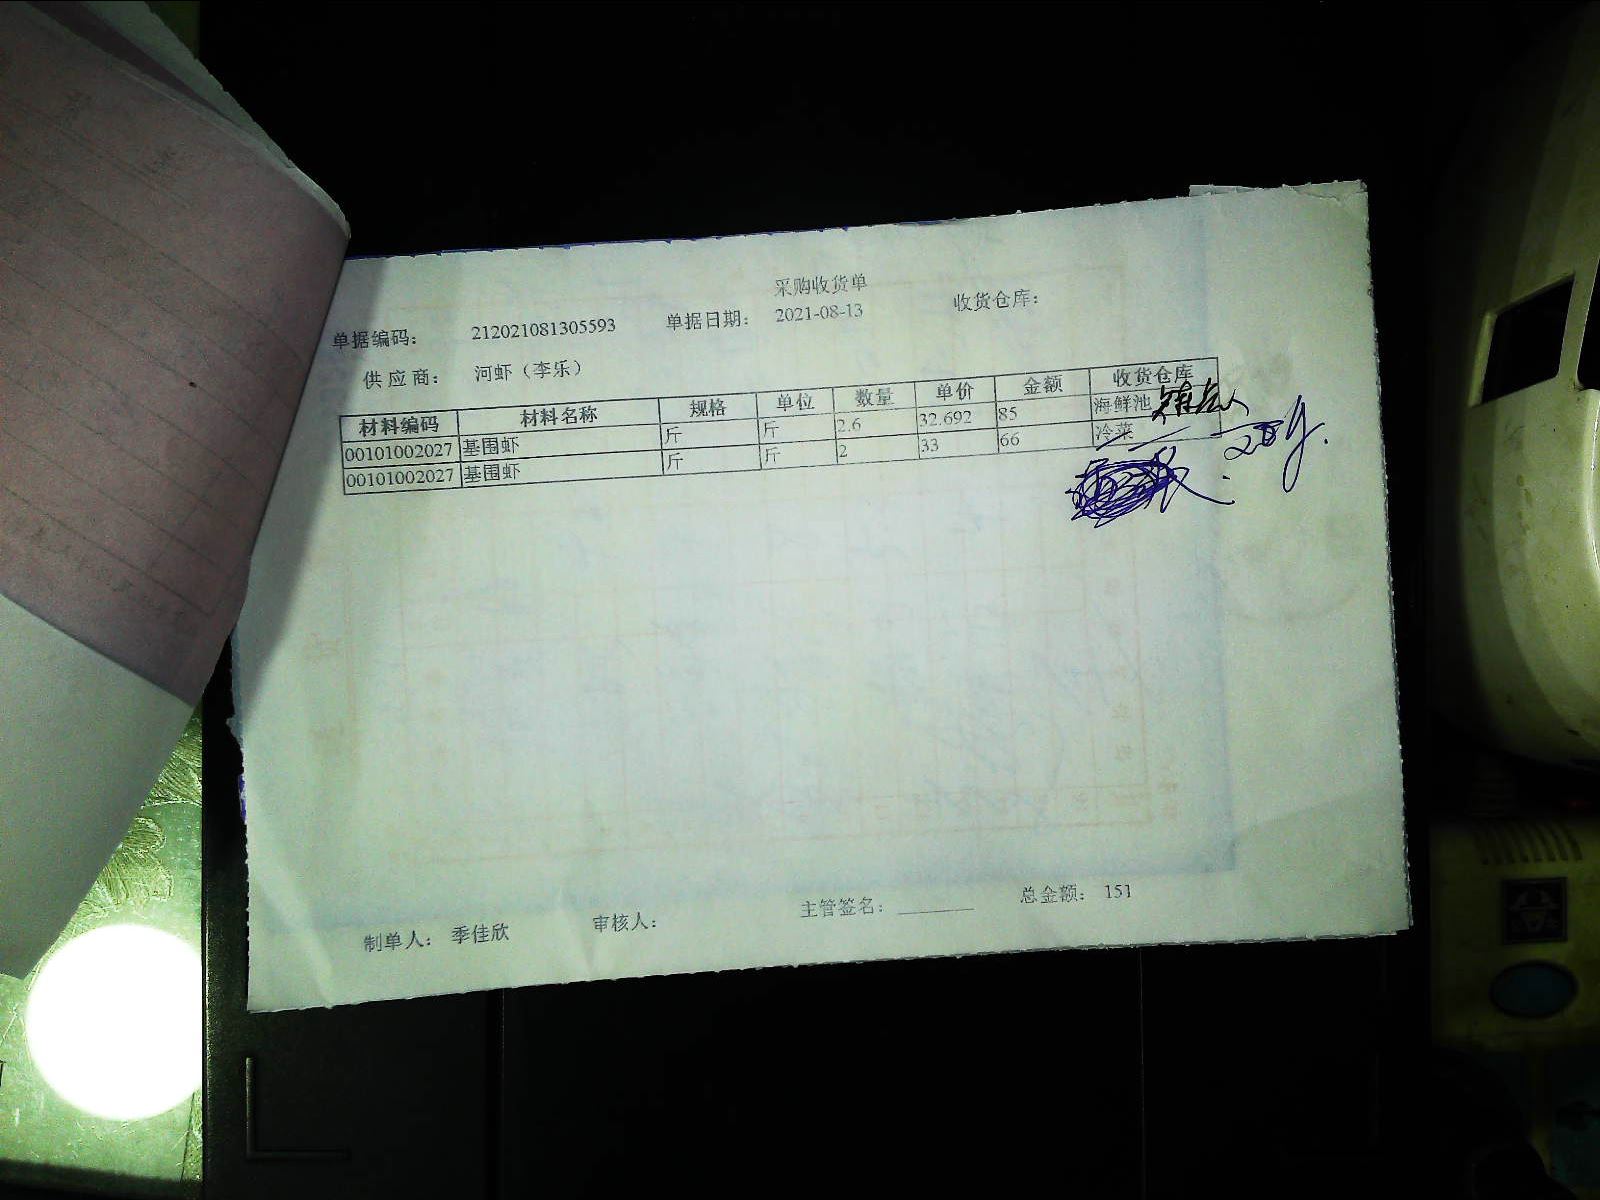 采购收货单
单据编码: 212021081305593 单据日期: 2021-08-13 收货仓库:
供应商: 河虾（李乐）
材料编码 材料名称 规格 单位 数量 单价 金额 收货仓库
00101002027 基围虾 斤 斤 2.6 32.692 85 海鲜池
00101002027 基围虾 斤 斤 2 33 66 冷菜
制单人: 季佳欣 审核人: 主管签名: ______ 总金额: 151